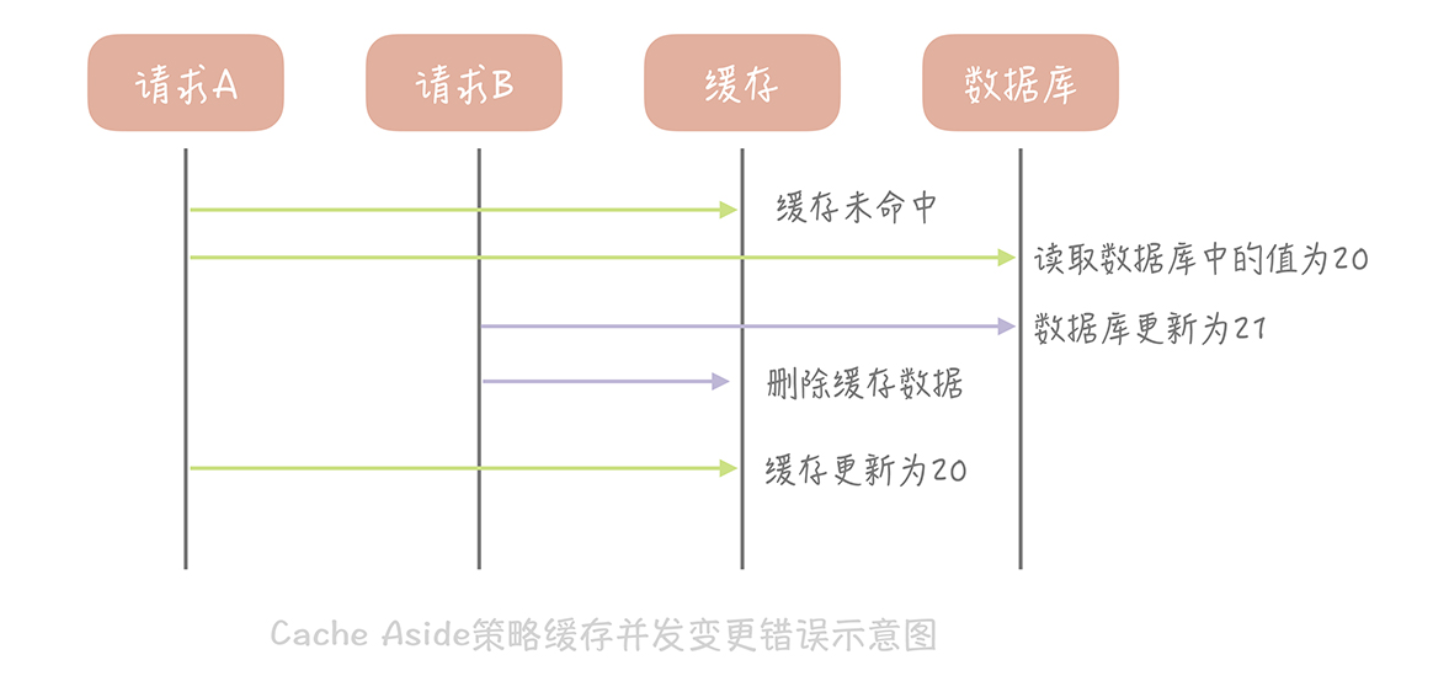 请求A
请求B
缓存
数据库
缓存未命中
读取数据库中的值为20
数据库更新为21
删除缓存数据
缓存更新为20
Cache Aside策略缓存并发变更错误示意图